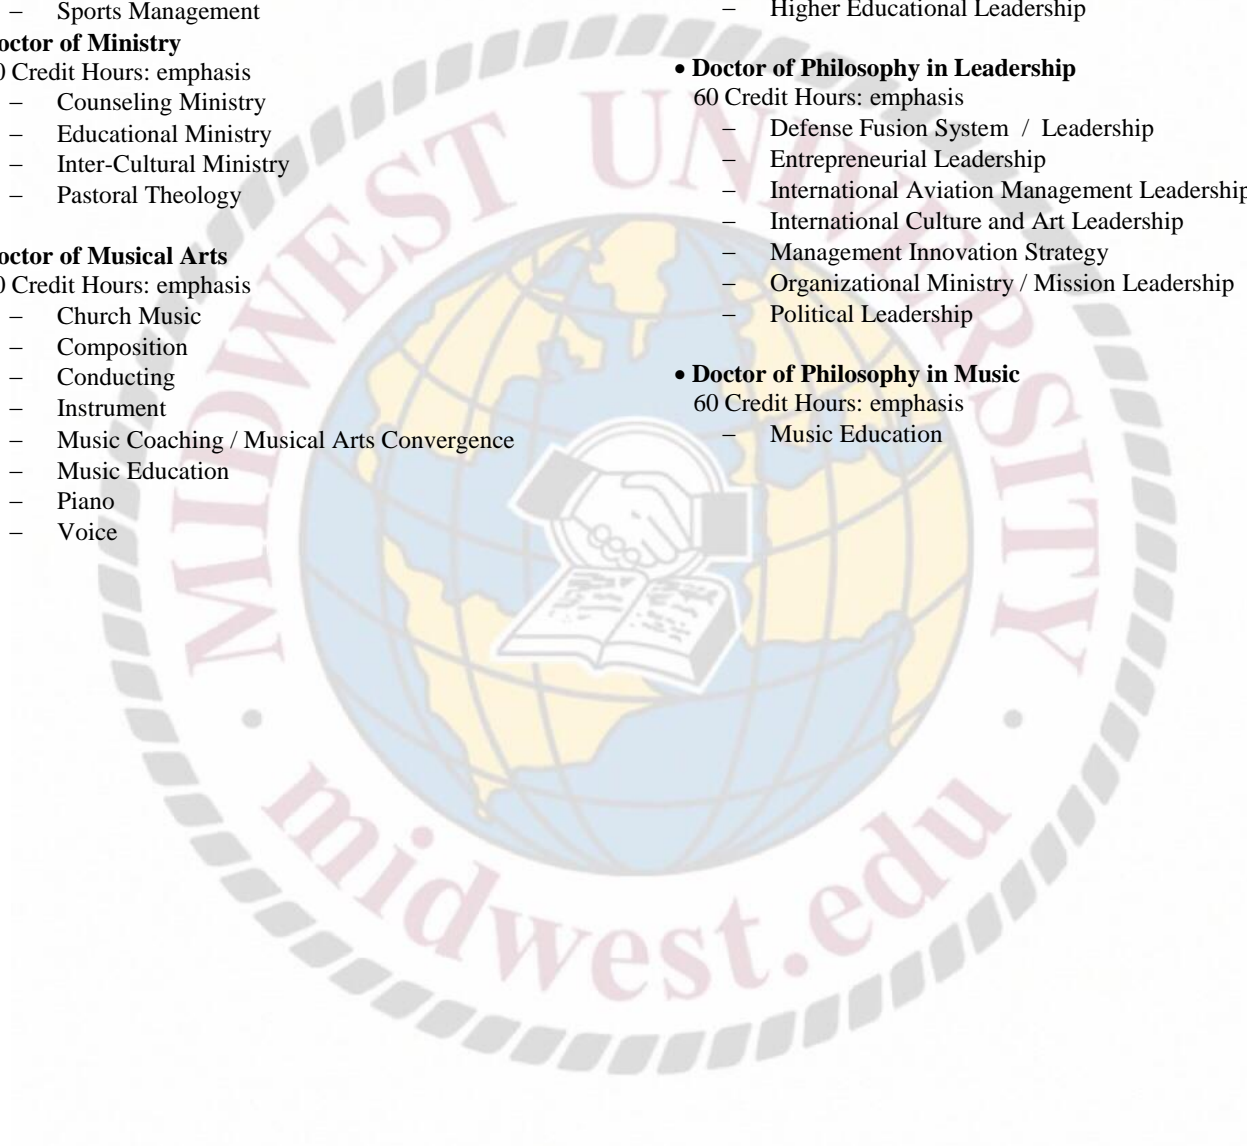 – Sports Management
octor of Ministry
0 Credit Hours: emphasis
– Counseling Ministry
– Educational Ministry
– Inter-Cultural Ministry
– Pastoral Theology
octor of Musical Arts
0 Credit Hours: emphasis
– Church Music
– Composition
– Conducting
– Instrument
– Music Coaching / Musical Arts Convergence
– Music Education
– Piano
– Voice
– Higher Educational Leadership
• Doctor of Philosophy in Leadership
60 Credit Hours: emphasis
– Defense Fusion System / Leadership
– Entrepreneurial Leadership
– International Aviation Management Leadership
– International Culture and Art Leadership
– Management Innovation Strategy
– Organizational Ministry / Mission Leadership
– Political Leadership
• Doctor of Philosophy in Music
60 Credit Hours: emphasis
– Music Education
MIDWEST UNIVERSITY
midwest.edu